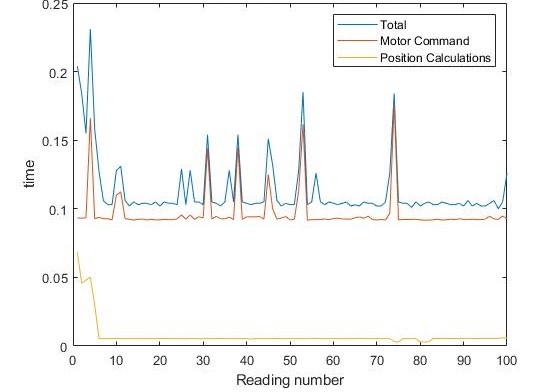 0.25
Total
Motor Command
Position Calculations
0.2
0.15
time
0.1
0.05
0
0 10 20 30 40 50 60 70 80 90 100
Reading number